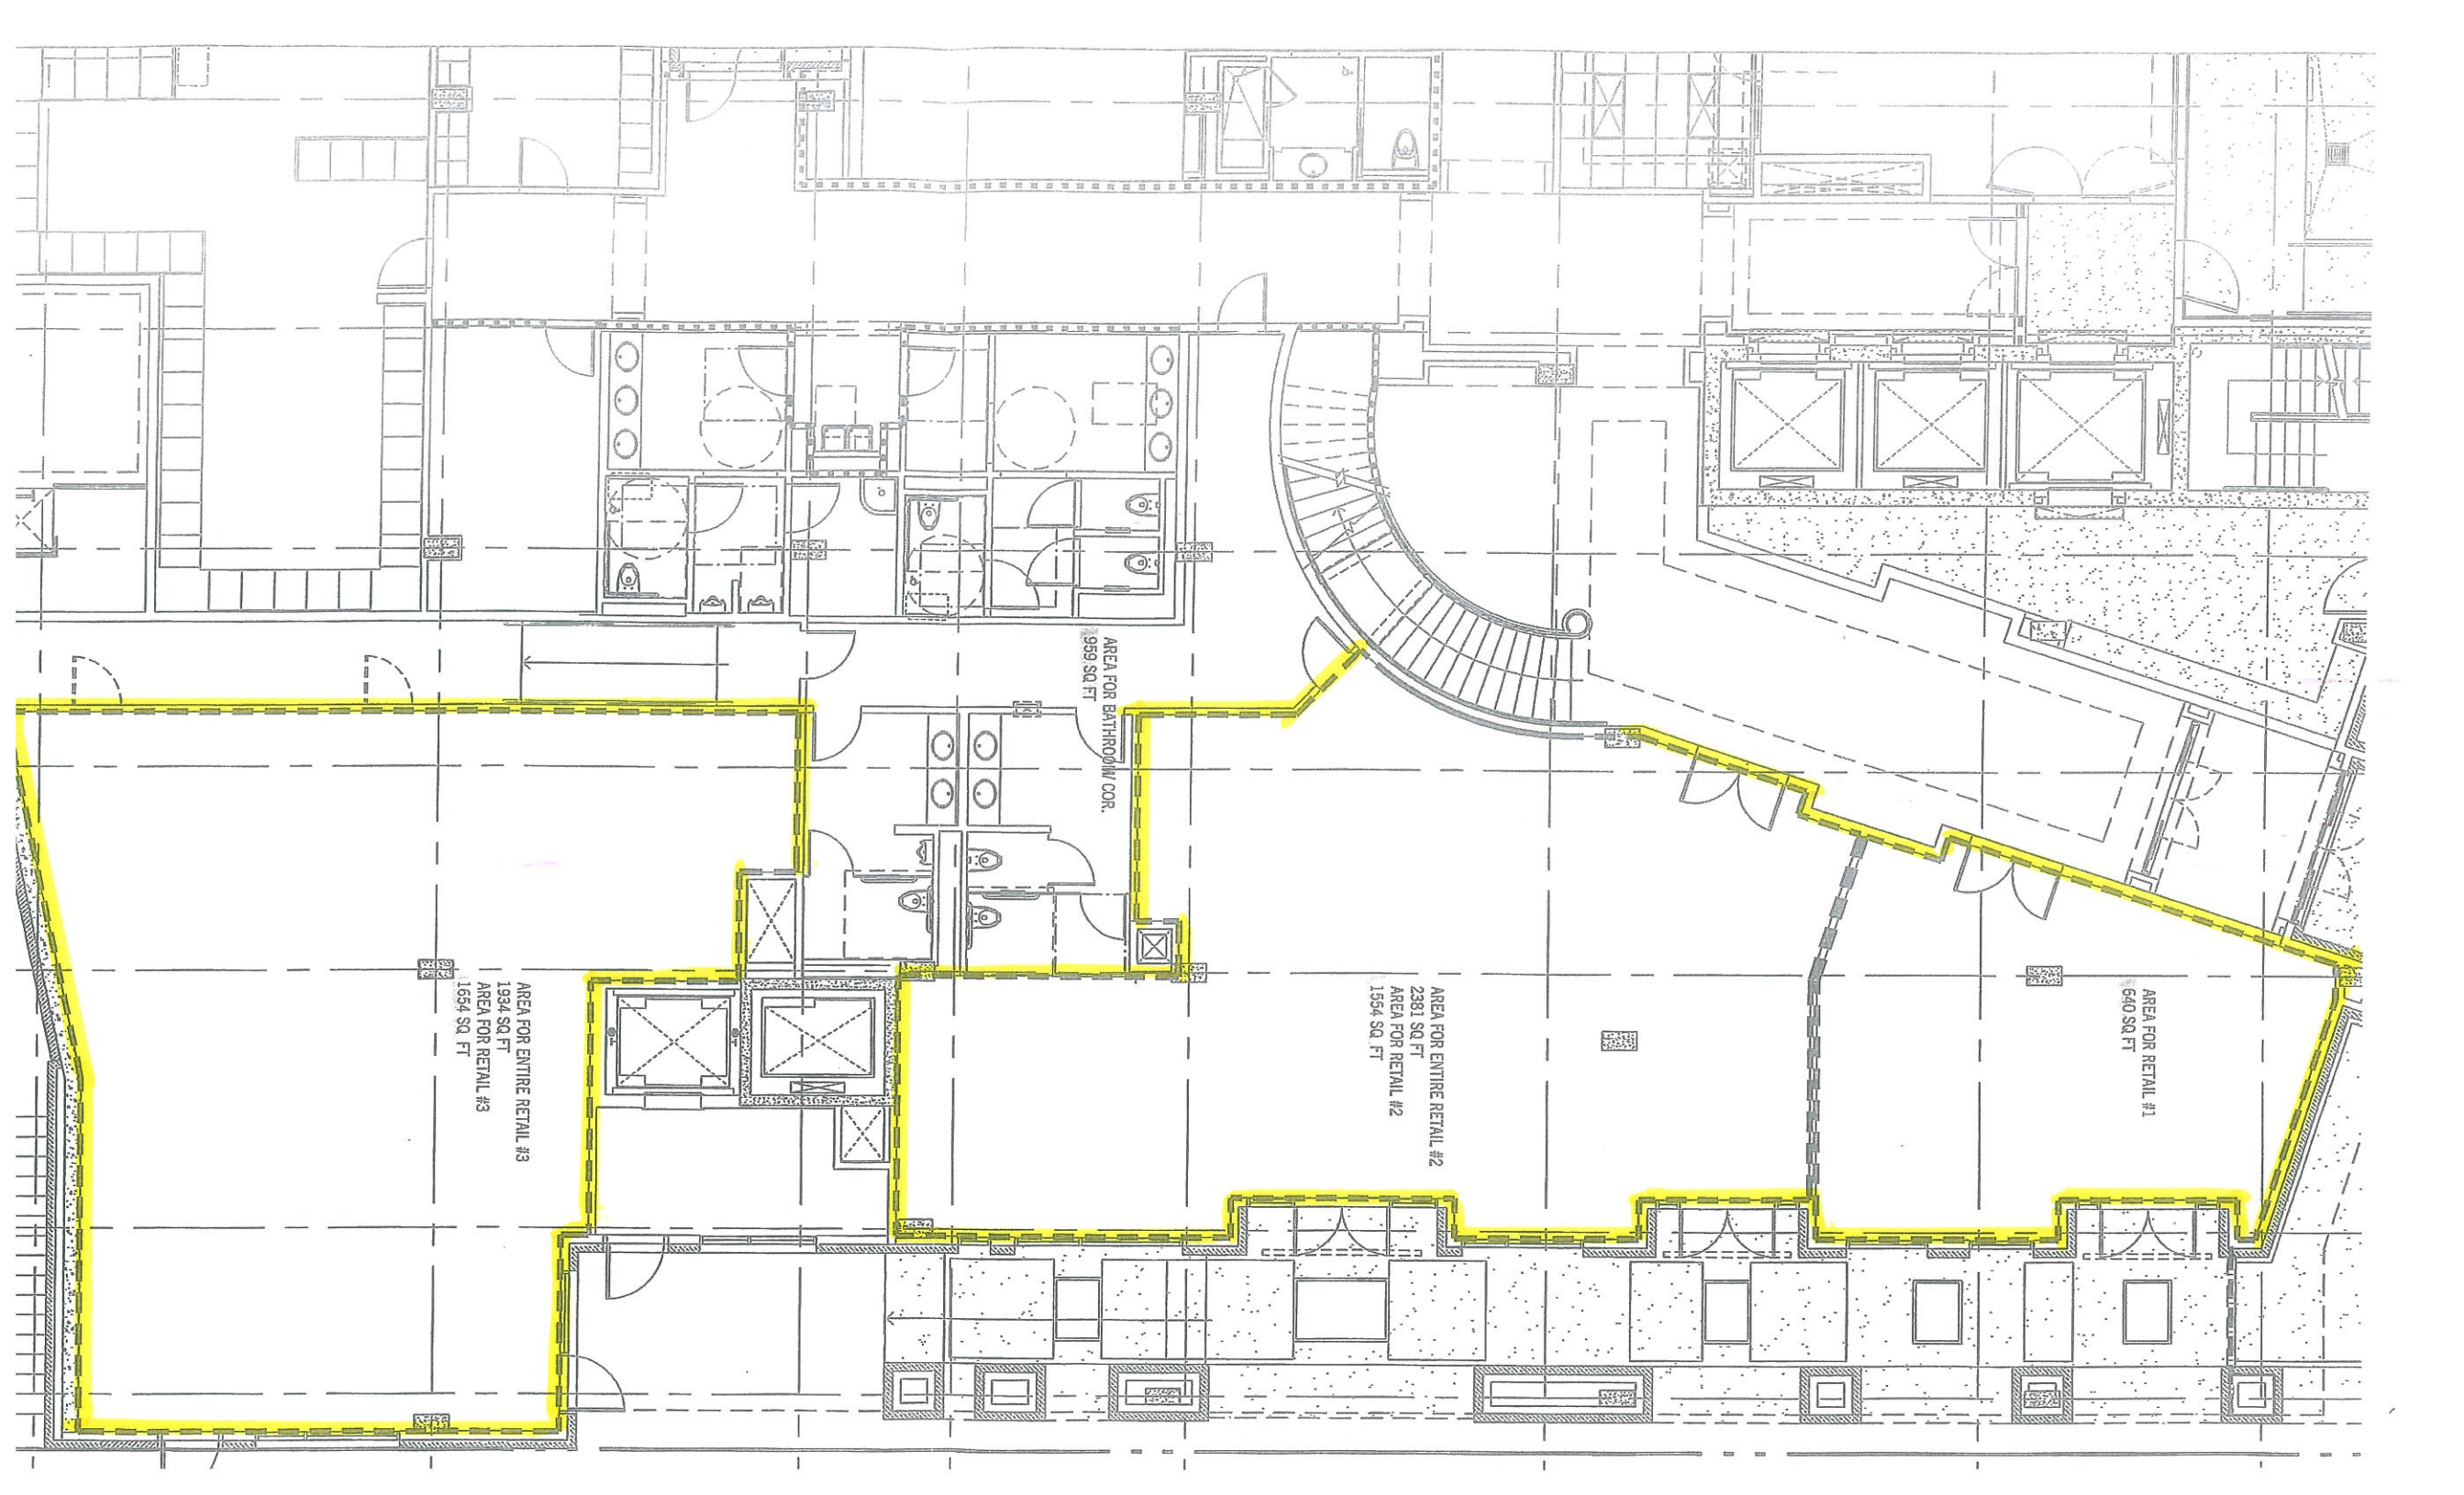 AREA FOR BATHROOM/ COR.
959 SQ FT
AREA FOR ENTIRE RETAIL #3
1934 SQ FT
AREA FOR RETAIL #3
1654 SQ FT
AREA FOR ENTIRE RETAIL #2
2381 SQ FT
AREA FOR RETAIL #2
1554 SQ FT
AREA FOR RETAIL #1
640 SQ FT